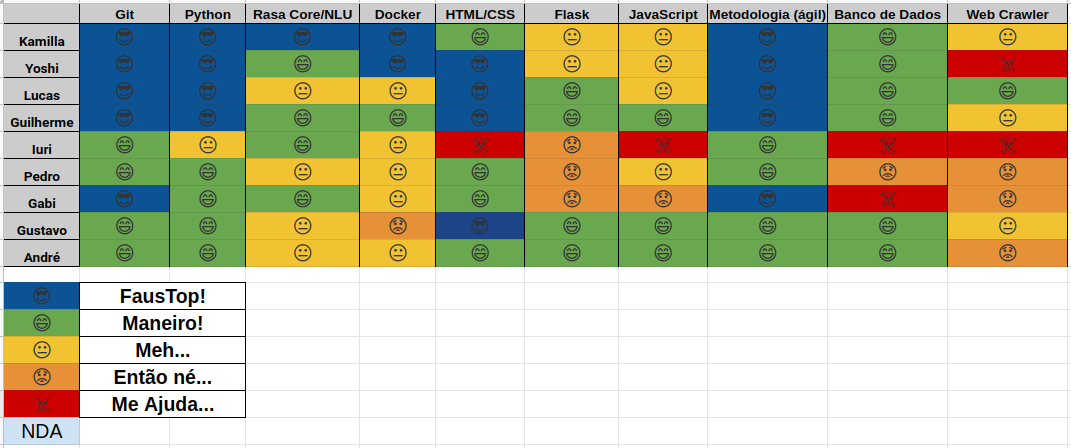 Git Python Rasa Core/NLU Docker HTML/CSS Flask JavaScript Metodologia (ágil) Banco de Dados Web Crawler
Kamilla
Yoshi
Lucas
Guilherme
Iuri
Pedro
Gabi
Gustavo
André
FausTop!
Maneiro!
Meh...
Então né...
Me Ajuda...
NDA